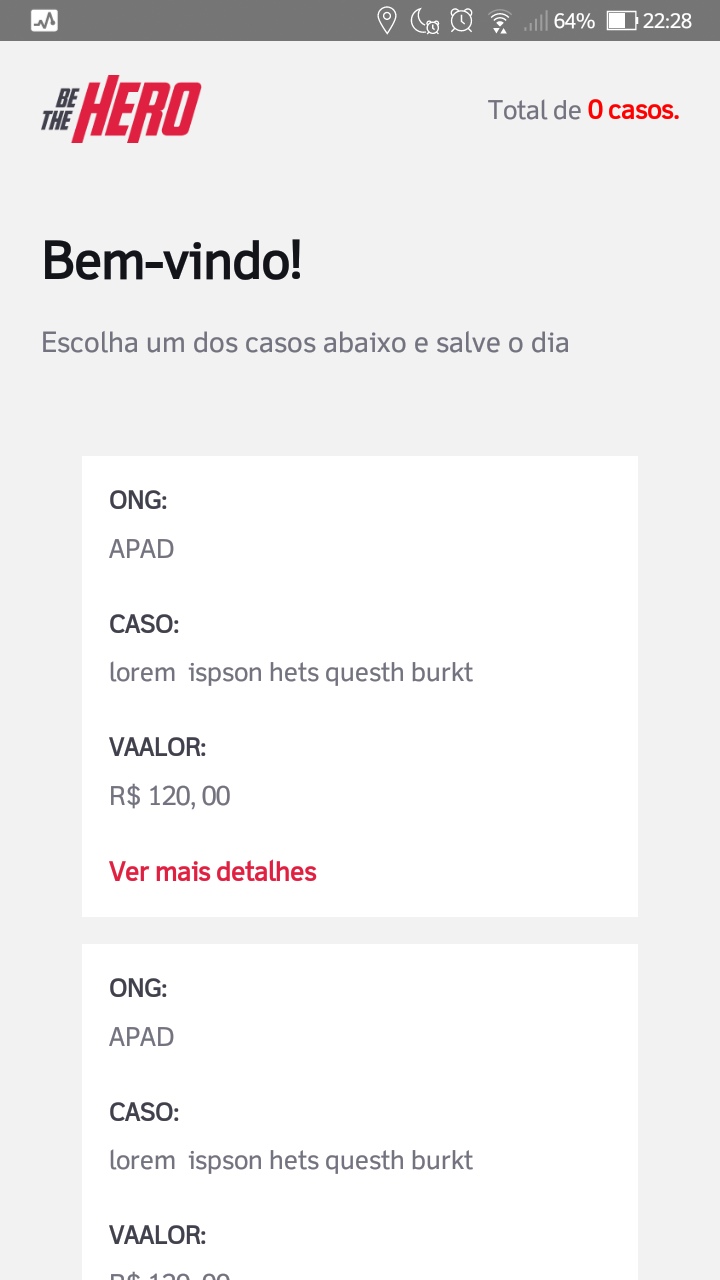 64% 22:28
BE THE HERO
Total de 0 casos.
Bem-vindo!
Escolha um dos casos abaixo e salve o dia
ONG:
APAD
CASO:
lorem  ispson hets questh burkt
VAALOR:
R$ 120, 00
Ver mais detalhes
ONG:
APAD
CASO:
lorem  ispson hets questh burkt
VAALOR:
R$ 120, 00